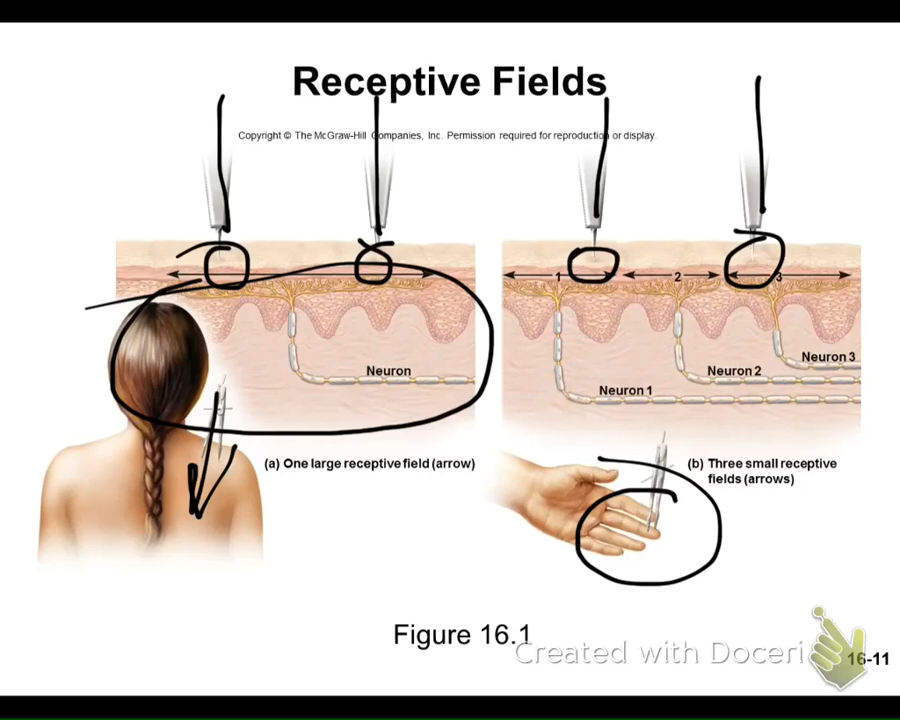 Receptive Fields
Copyright © The McGraw-Hill Companies, Inc. Permission required for reproduction or display.
1
2
3
Neuron
Neuron 1
Neuron 2
Neuron 3
(a) One large receptive field (arrow)
(b) Three small receptive
fields (arrows)
Figure 16.1
Created with Doceri
16-11